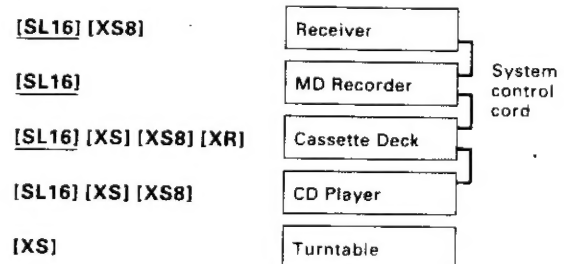 [SL16] [XS8] Receiver
[SL16] MD Recorder
System
control
cord
[SL16] [XS] [XS8] [XR] Cassette Deck
[SL16] [XS] [XS8] CD Player
[XS] Turntable